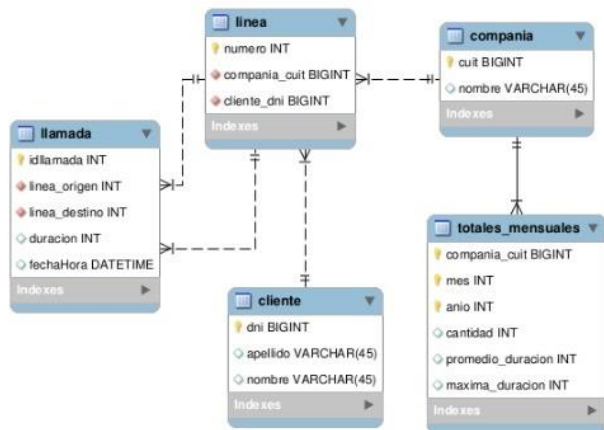 linea
numero INT
compania_cuit BIGINT
cliente_dni BIGINT
Indexes
compania
cuit BIGINT
nombre VARCHAR(45)
Indexes
llamada
idllamada INT
linea_origen INT
linea_destino INT
duracion INT
fechaHora DATETIME
Indexes
totales_mensuales
compania_cuit BIGINT
mes INT
anio INT
cantidad INT
promedio_duracion INT
maxima_duracion INT
Indexes
cliente
dni BIGINT
apellido VARCHAR(45)
nombre VARCHAR(45)
Indexes